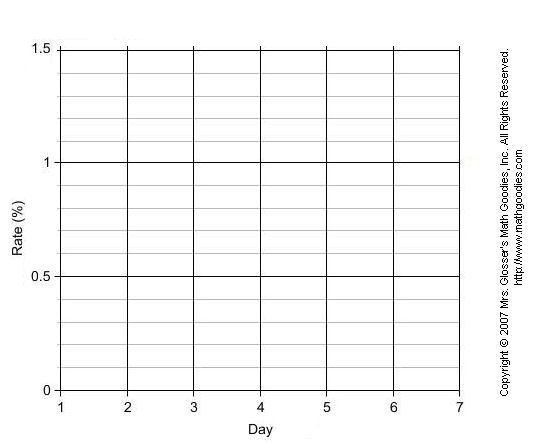 1.5
1
0.5
0
Rate (%)
1 2 3 4 5 6 7
Day
Copyright © 2007 Mrs. Glosser's Math Goodies, Inc. All Rights Reserved.
http://www.mathgoodies.com